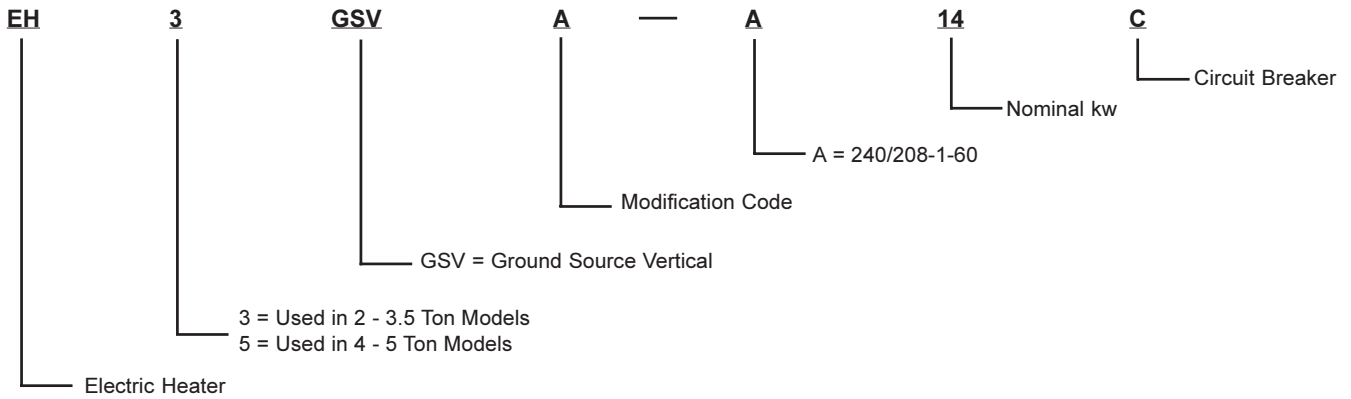 EH 3 GSV A — A 14 C
Circuit Breaker
Nominal kw
A = 240/208-1-60
Modification Code
GSV = Ground Source Vertical
3 = Used in 2 - 3.5 Ton Models
5 = Used in 4 - 5 Ton Models
Electric Heater